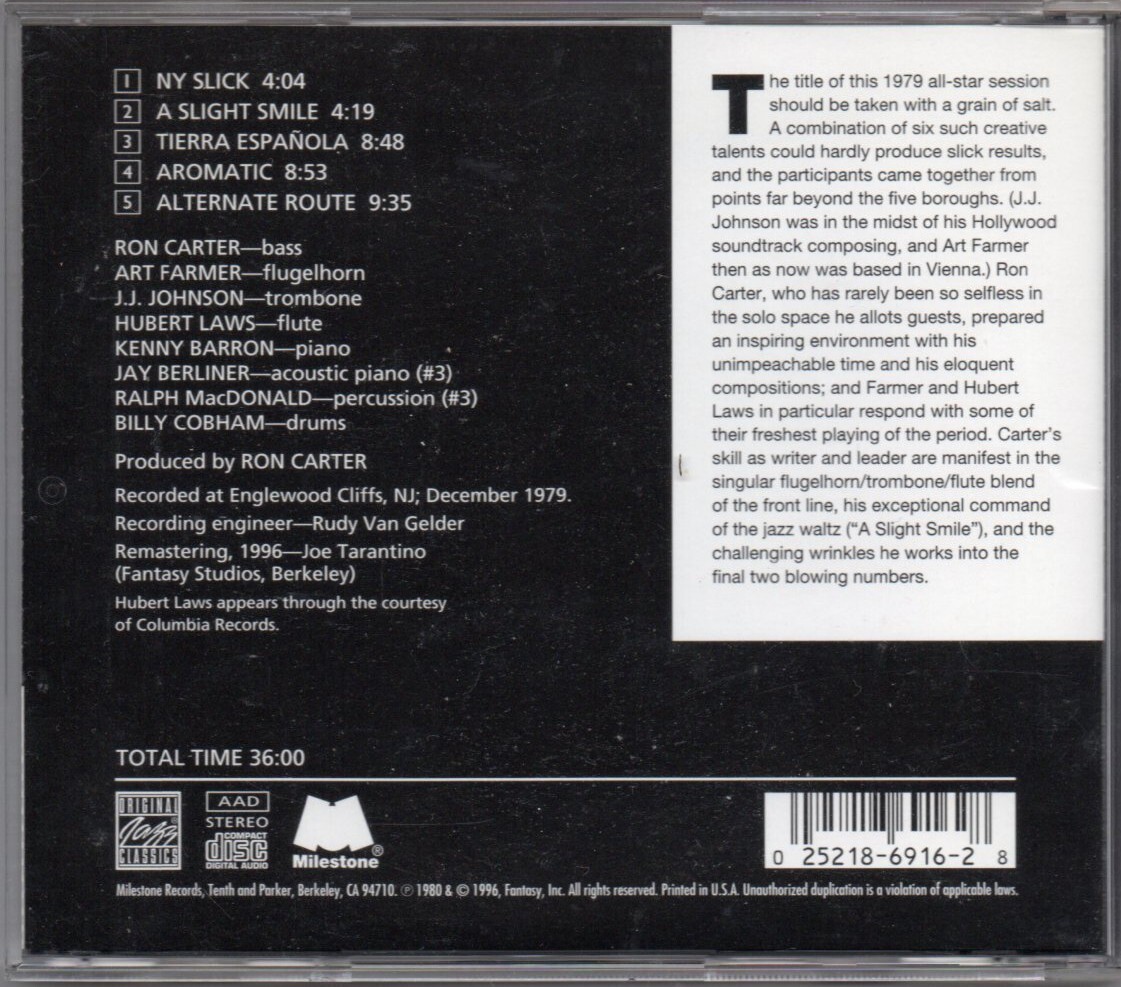 1 NY SLICK 4:04
2 A SLIGHT SMILE 4:19
3 TIERRA ESPAÑOLA 8:48
4 AROMATIC 8:53
5 ALTERNATE ROUTE 9:35
RON CARTER—bass
ART FARMER—flugelhorn
J.J. JOHNSON—trombone
HUBERT LAWS—flute
KENNY BARRON—piano
JAY BERLINER—acoustic piano (#3)
RALPH MacDONALD—percussion (#3)
BILLY COBHAM—drums
Produced by RON CARTER
Recorded at Englewood Cliffs, NJ; December 1979.
Recording engineer—Rudy Van Gelder
Remastering, 1996—Joe Tarantino
(Fantasy Studios, Berkeley)
Hubert Laws appears through the courtesy
of Columbia Records.
The title of this 1979 all-star session
should be taken with a grain of salt.
A combination of six such creative
talents could hardly produce slick results,
and the participants came together from
points far beyond the five boroughs. (J.J.
Johnson was in the midst of his Hollywood
soundtrack composing, and Art Farmer
then as now was based in Vienna.) Ron
Carter, who has rarely been so selfless in
the solo space he allots guests, prepared
an inspiring environment with his
unimpeachable time and his eloquent
compositions; and Farmer and Hubert
Laws in particular respond with some of
their freshest playing of the period. Carter's
skill as writer and leader are manifest in the
singular flugelhorn/trombone/flute blend
of the front line, his exceptional command
of the jazz waltz (“A Slight Smile”), and the
challenging wrinkles he works into the
final two blowing numbers.
TOTAL TIME 36:00
ORIGINAL
Jazz
CLASSICS
®
AAD
STEREO
COMPACT
disc
DIGITAL AUDIO
M
Milestone®
0 25218-6916-2 8
Milestone Records, Tenth and Parker, Berkeley, CA 94710. ℗ 1980 & © 1996, Fantasy, Inc. All rights reserved. Printed in U.S.A. Unauthorized duplication is a violation of applicable laws.